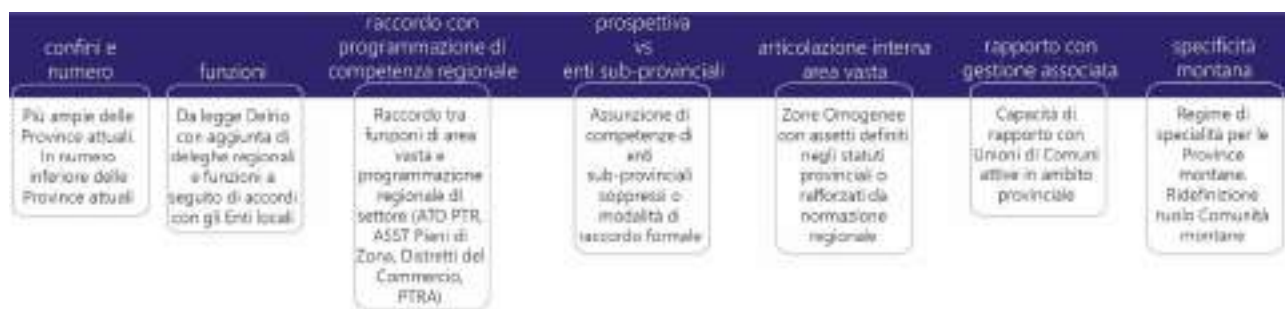 confini e
numero
Più ampie delle
Province attuali.
In numero
inferiore delle
Province attuali
funzioni
Da legge Delrio
con aggiunta di
deleghe regionali
e funzioni a
seguito di accordi
con gli Enti locali
raccordo con
programmazione di
competenza regionale
Raccordo tra
funzioni di area
vasta e
programmazione
regionale di
settore (ATO PTR,
ASST Piani di
Zona, Distretti del
Commercio,
PTRA)
prospettiva
vs
enti sub-provinciali
Assunzione di
competenze di
enti
sub-provinciali
soppressi o
modalità di
raccordo formale
articolazione interna
area vasta
Zone Omogenee
con assetti definiti
negli statuti
provinciali o
rafforzati da
normazione
regionale
rapporto con
gestione associata
Capacità di
rapporto con
Unioni di Comuni
attive in ambito
provinciale
specificità
montana
Regime di
specialità per le
Province
montane.
Ridefinizione
ruolo Comunità
montane